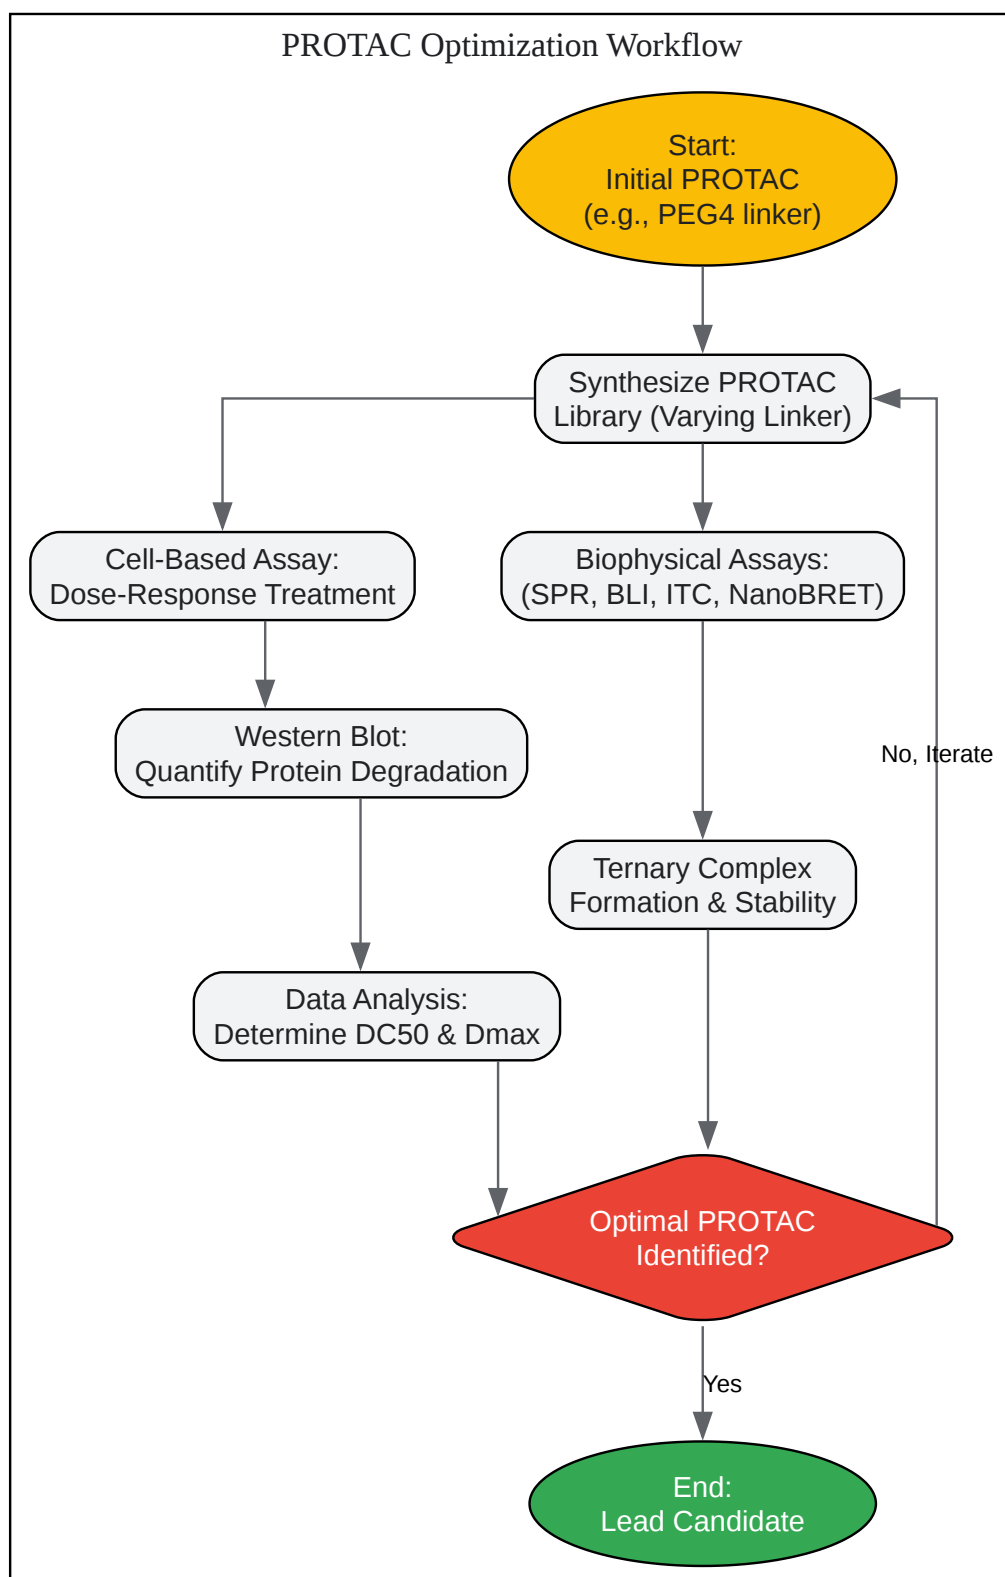 PROTAC Optimization Workflow
Start:
Initial PROTAC
(e.g., PEG4 linker)
Synthesize PROTAC
Library (Varying Linker)
Cell-Based Assay:
Dose-Response Treatment
Biophysical Assays:
(SPR, BLI, ITC, NanoBRET)
Western Blot:
Quantify Protein Degradation
No, Iterate
Ternary Complex
Formation & Stability
Data Analysis:
Determine DC50 & Dmax
Optimal PROTAC
Identified?
Yes
End:
Lead Candidate